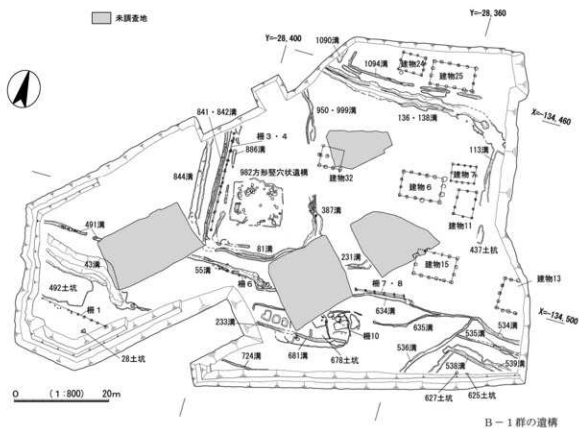 未調査地
Y=-28,360
Y=-28,400
1090溝
1094溝
建物24
建物25
841・842溝
950・999溝
136・138溝
X=-134,460
柵3・4
886溝
113溝
982方形竪穴状遺構
建物32
建物7
844溝
建物6
建物11
387溝
491溝
81溝
231溝
437土坑
43溝
建物15
55溝
柵6
柵7・8
建物13
492土坑
柵1
634溝
X=-134,500
233溝
柵10
635溝
534溝
535溝
28土坑
536溝
724溝
681溝
678土坑
538溝
539溝
627土坑
625土坑
0 (1:800) 20m
B-1群の遺構